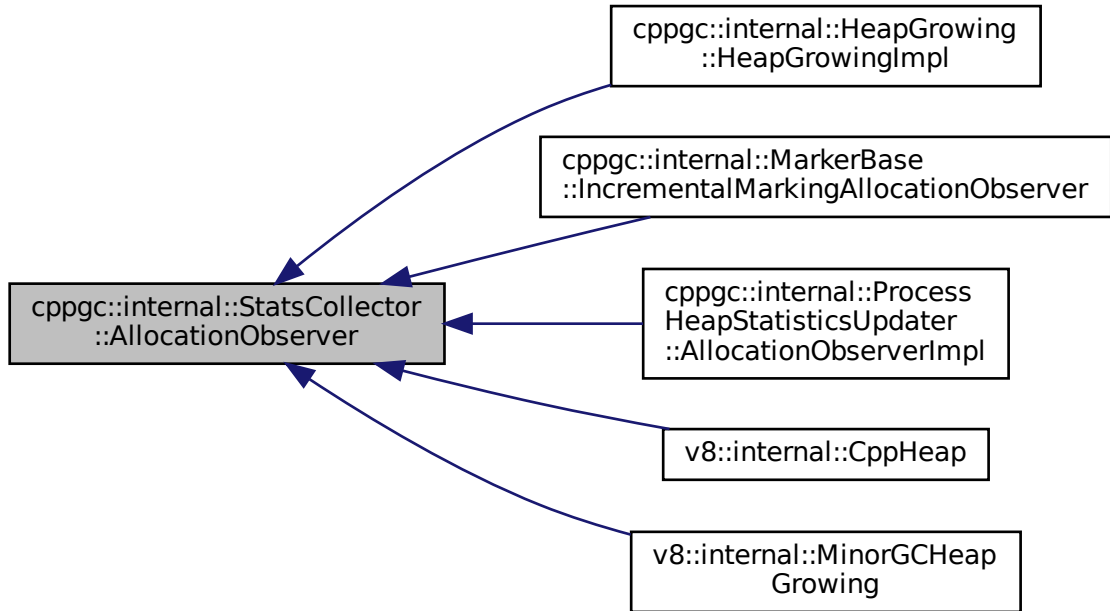 cppgc::internal::HeapGrowing
::HeapGrowingImpl
cppgc::internal::MarkerBase
::IncrementalMarkingAllocationObserver
cppgc::internal::StatsCollector
::AllocationObserver
cppgc::internal::Process
HeapStatisticsUpdater
::AllocationObserverImpl
v8::internal::CppHeap
v8::internal::MinorGCHeap
Growing